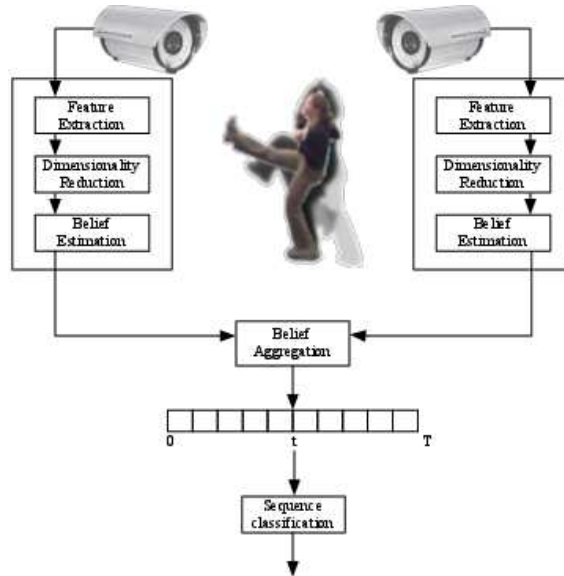 Feature
Extraction
Dimensionality
Reduction
Belief
Estimation
Feature
Extraction
Dimensionality
Reduction
Belief
Estimation
Belief
Aggregation
0 t T
Sequence
classification